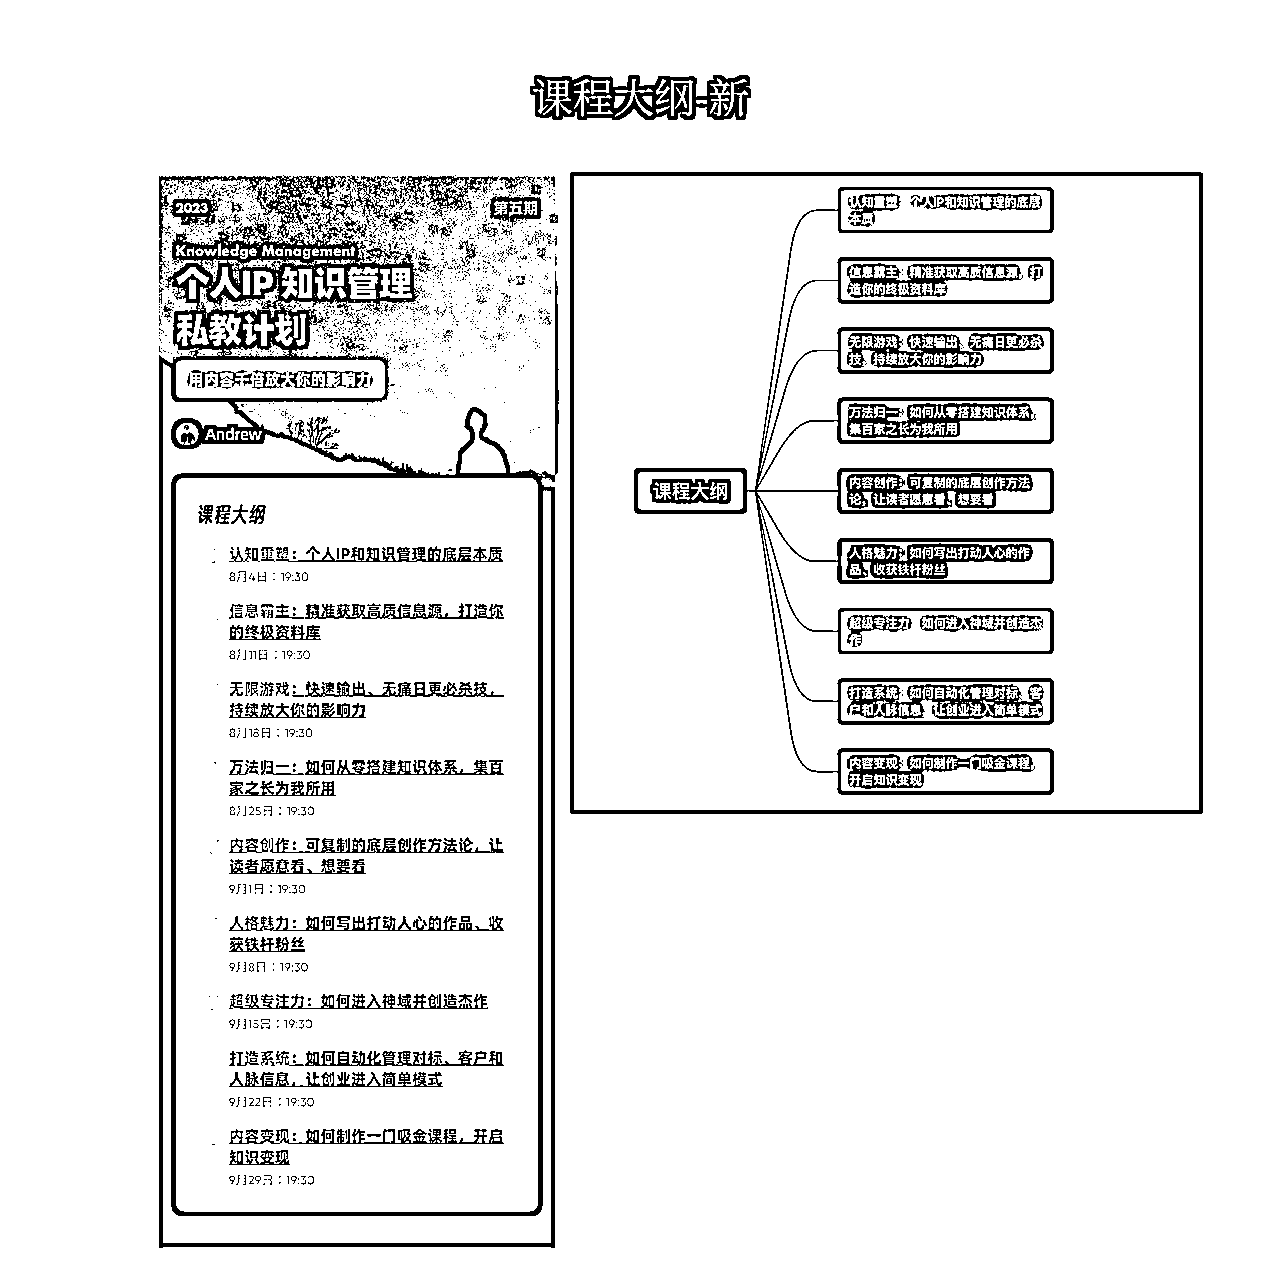 课程大纲-新
2023
第五期
Knowledge Management
个人IP 知识管理
私教计划
用内容千倍放大你的影响力
Andrew
课程大纲
认知重塑：个人IP和知识管理的底层本质
8月4日：19:30
信息霸主：精准获取高质信息源，打造你
的终极资料库
8月11日：19:30
无限游戏：快速输出、无痛日更必杀技，
持续放大你的影响力
8月18日：19:30
万法归一：如何从零搭建知识体系，集百
家之长为我所用
8月25日：19:30
内容创作：可复制的底层创作方法论，让
读者愿意看、想要看
9月1日：19:30
人格魅力：如何写出打动人心的作品、收
获铁杆粉丝
9月8日：19:30
超级专注力：如何进入神域并创造杰作
9月15日：19:30
打造系统：如何自动化管理对标、客户和
人脉信息，让创业进入简单模式
9月22日：19:30
内容变现：如何制作一门吸金课程，开启
知识变现
9月29日：19:30
课程大纲
认知重塑：个人IP和知识管理的底层
本质
信息霸主：精准获取高质信息源，打
造你的终极资料库
无限游戏：快速输出、无痛日更必杀
技，持续放大你的影响力
万法归一：如何从零搭建知识体系，
集百家之长为我所用
内容创作：可复制的底层创作方法
论，让读者愿意看、想要看
人格魅力：如何写出打动人心的作
品、收获铁杆粉丝
超级专注力：如何进入神域并创造杰
作
打造系统：如何自动化管理对标、客
户和人脉信息，让创业进入简单模式
内容变现：如何制作一门吸金课程，
开启知识变现